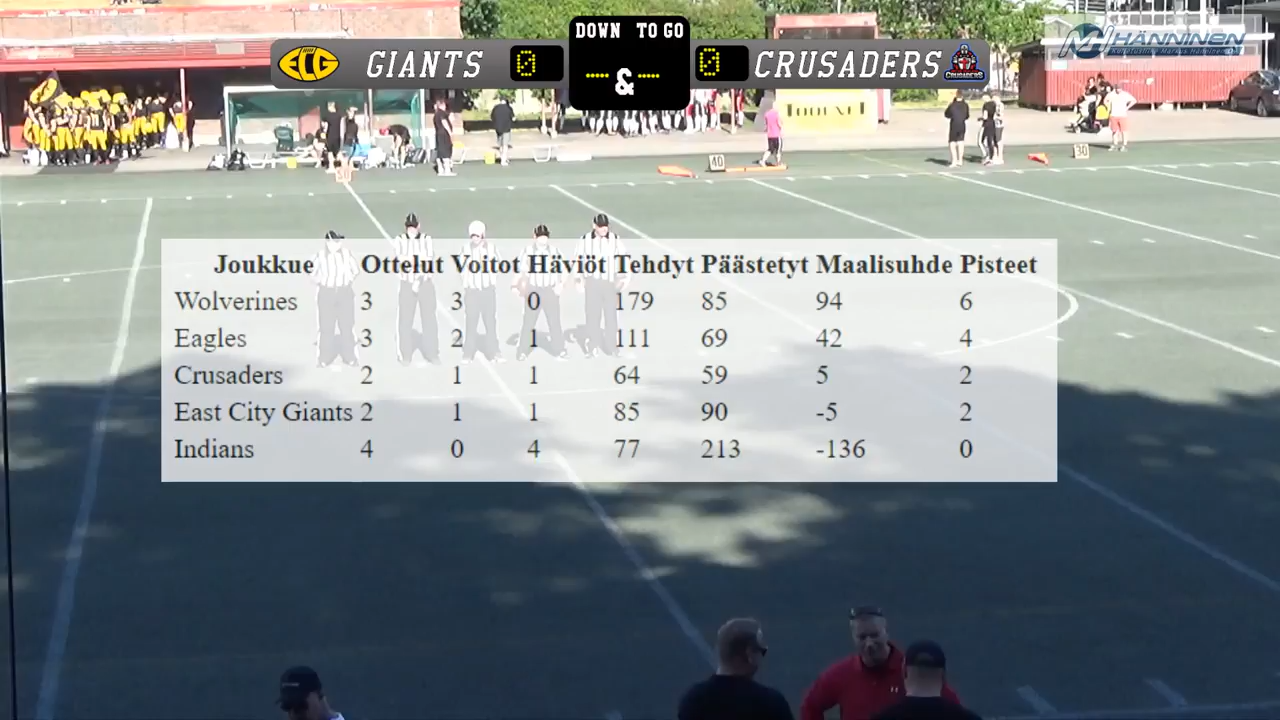 DOWN TO GO
ECG GIANTS 0 & 0 CRUSADERS CRUSADERS
MH HÄNNINEN
50
40
30
Joukkue Ottelut Voitot Häviöt Tehdyt Päästetyt Maalisuhde Pisteet
Wolverines 3 3 0 179 85 94 6
Eagles 3 2 1 111 69 42 4
Crusaders 2 1 1 64 59 5 2
East City Giants 2 1 1 85 90 -5 2
Indians 4 0 4 77 213 -136 0